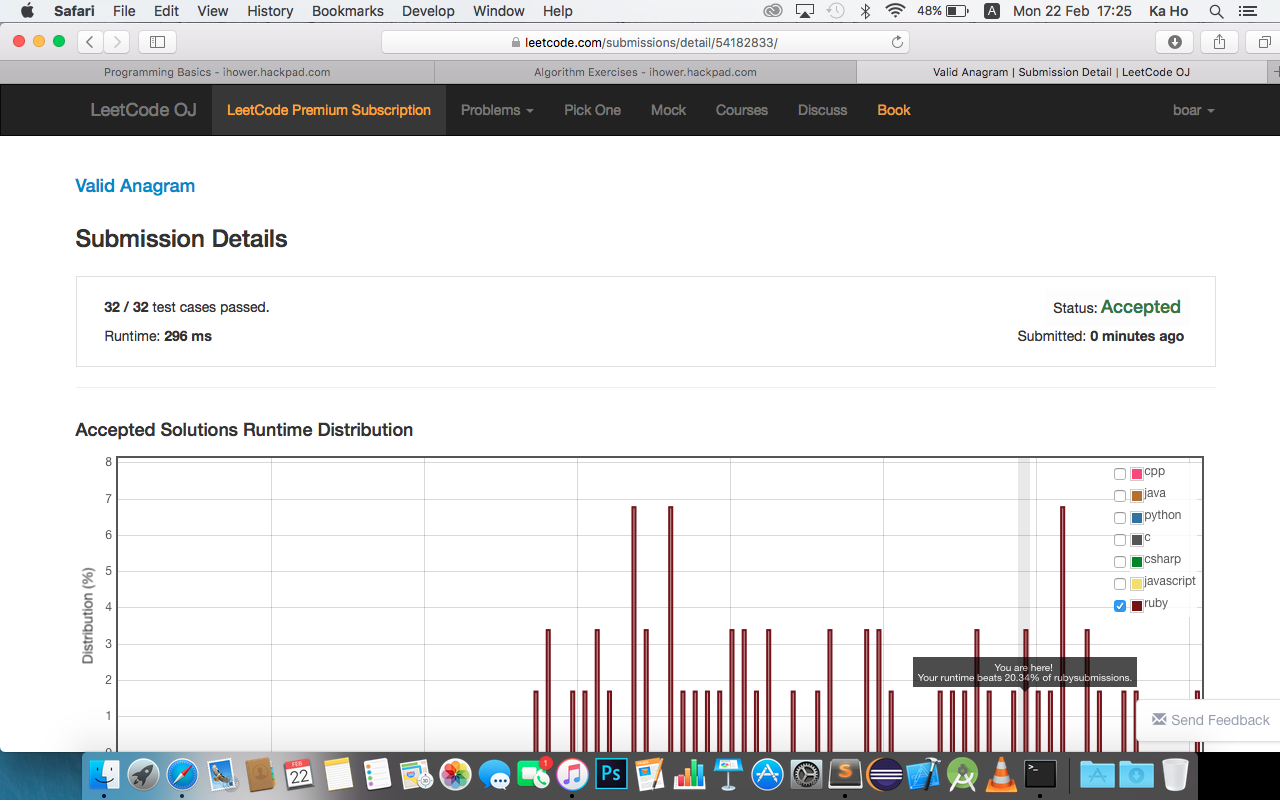 Safari File Edit View History Bookmarks Develop Window Help 48% A Mon 22 Feb 17:25 Ka Ho
leetcode.com/submissions/detail/54182833/
Programming Basics - ihower.hackpad.com Algorithm Exercises - ihower.hackpad.com Valid Anagram | Submission Detail | LeetCode OJ
LeetCode OJ LeetCode Premium Subscription Problems Pick One Mock Courses Discuss Book boar
Valid Anagram
Submission Details
32 / 32 test cases passed. Status: Accepted
Runtime: 296 ms Submitted: 0 minutes ago
Accepted Solutions Runtime Distribution
8
7
6
5
4
3
2
1
0
Distribution (%)
cpp
java
python
c
csharp
javascript
ruby
You are here!
Your runtime beats 20.34% of rubysubmissions.
Send Feedback
FEB
22
1
Ps
S
>_